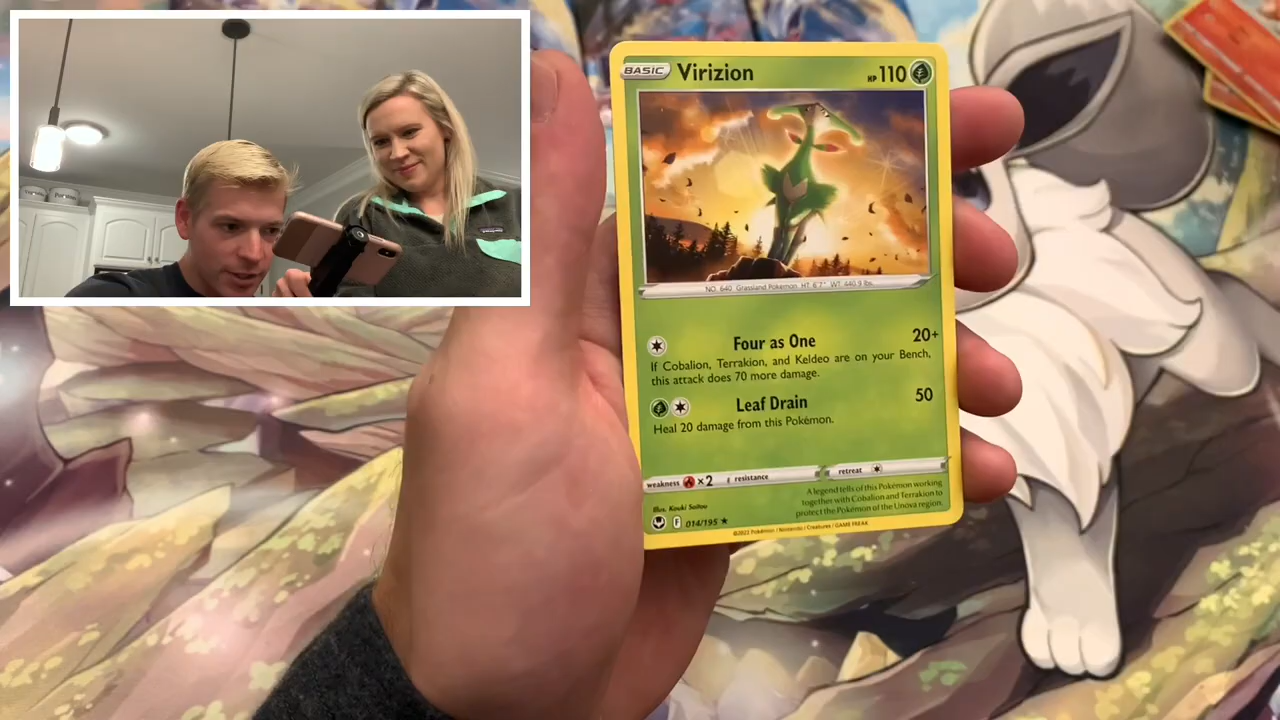 BASIC Virizion HP 110
NO. 640 Grassland Pokémon HT: 6'7" WT: 440.9 lbs.
Four as One 20+
If Cobalion, Terrakion, and Keldeo are on your Bench,
this attack does 70 more damage.
Leaf Drain 50
Heal 20 damage from this Pokémon.
weakness ×2 resistance retreat
A legend tells of this Pokémon working
together with Cobalion and Terrakion to
protect the Pokémon of the Unova region.
Illus. Kouki Saitou
F 014/195 ★
©2022 Pokémon / Nintendo / Creatures / GAME FREAK
patagonia